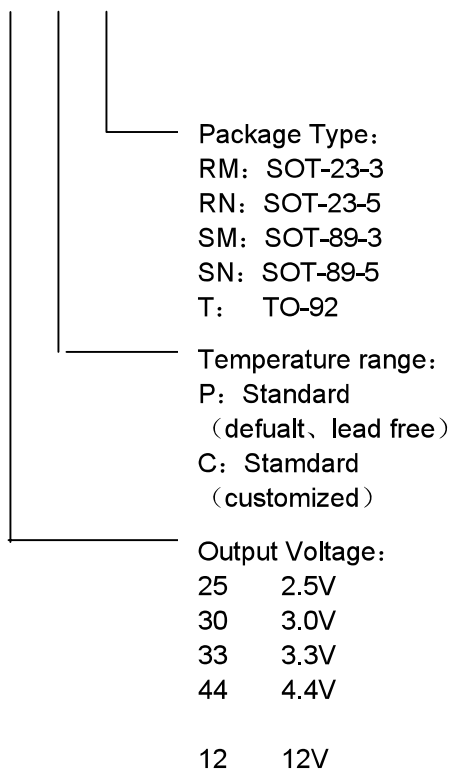 Package Type：
RM：SOT-23-3
RN：SOT-23-5
SM：SOT-89-3
SN：SOT-89-5
T：  TO-92
Temperature range：
P：Standard
（defualt、lead free）
C：Stamdard
（customized）
Output Voltage：
25  2.5V
30  3.0V
33  3.3V
44  4.4V
12  12V